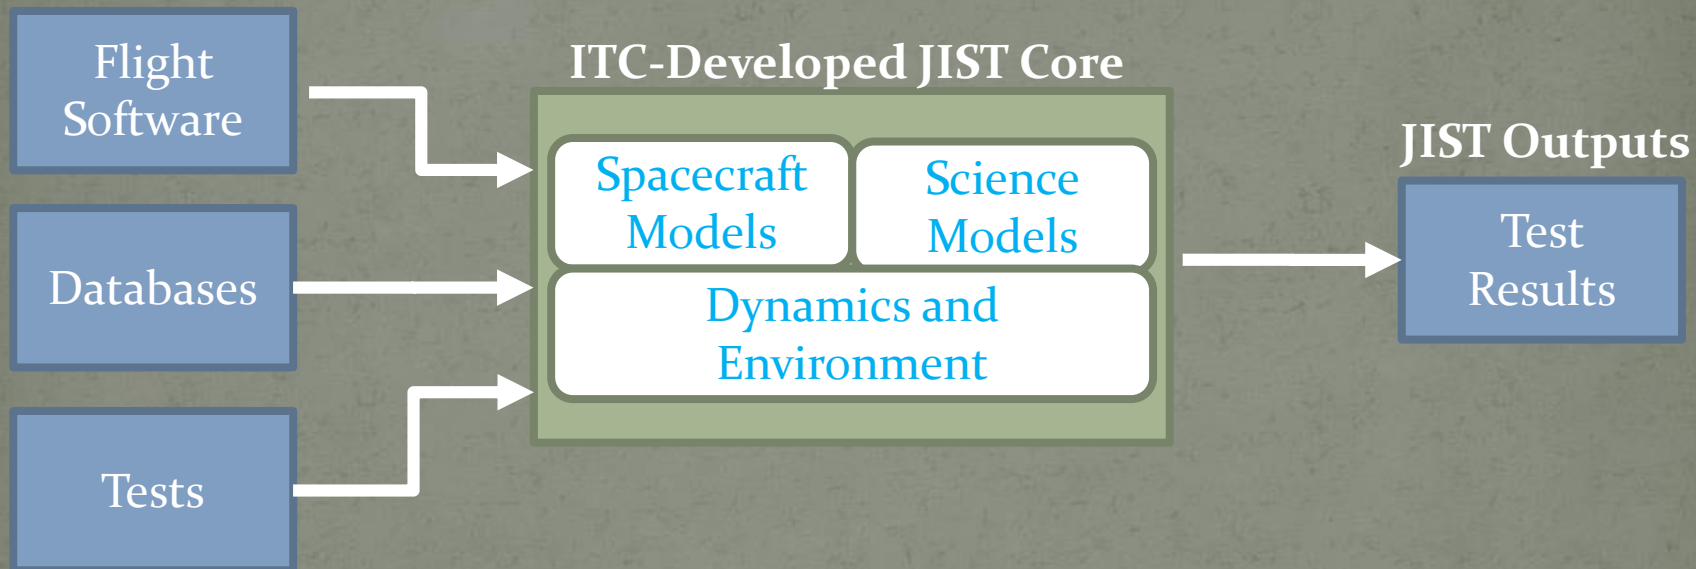 Flight
Software
Databases
Tests
ITC-Developed JIST Core
Spacecraft
Models
Science
Models
Dynamics and
Environment
JIST Outputs
Test
Results